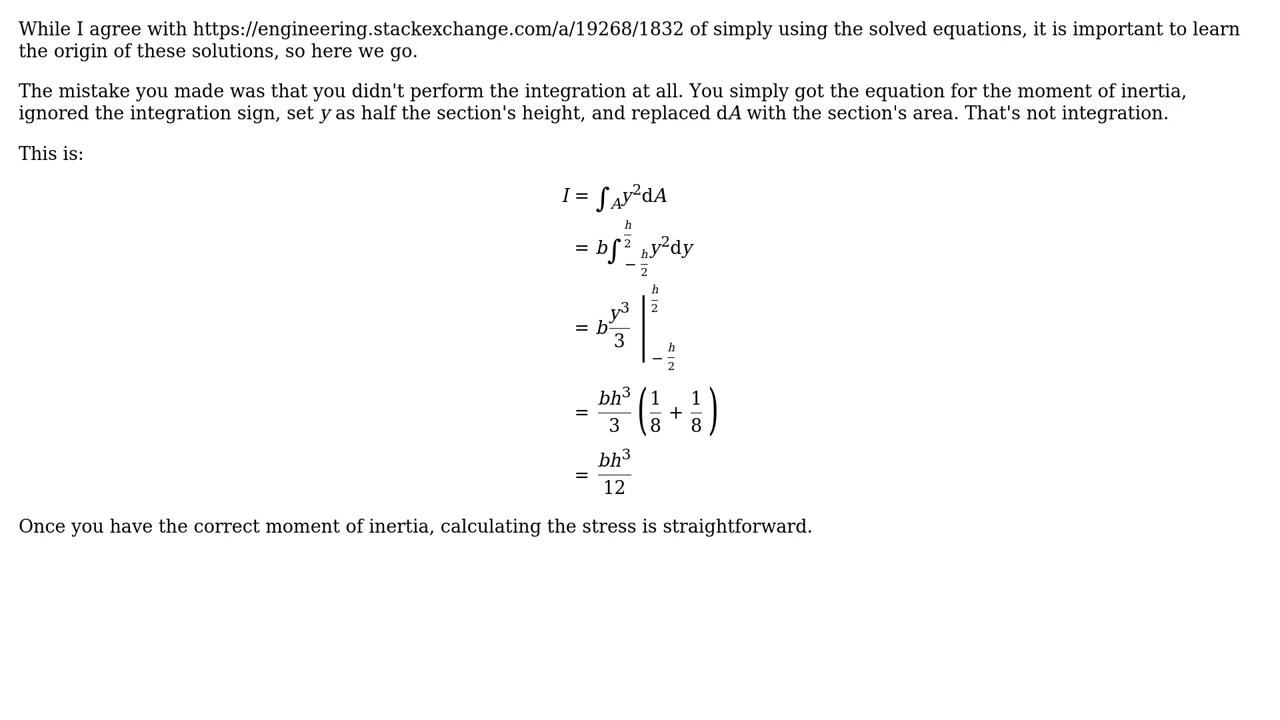 While I agree with https://engineering.stackexchange.com/a/19268/1832 of simply using the solved equations, it is important to learn
the origin of these solutions, so here we go.
The mistake you made was that you didn't perform the integration at all. You simply got the equation for the moment of inertia,
ignored the integration sign, set y as half the section's height, and replaced dA with the section's area. That's not integration.
This is:
I = ∫_A y² dA
= b ∫_{-h/2}^{h/2} y² dy
= b y³/3 |_{-h/2}^{h/2}
= bh³/3 (1/8 + 1/8)
= bh³/12
Once you have the correct moment of inertia, calculating the stress is straightforward.